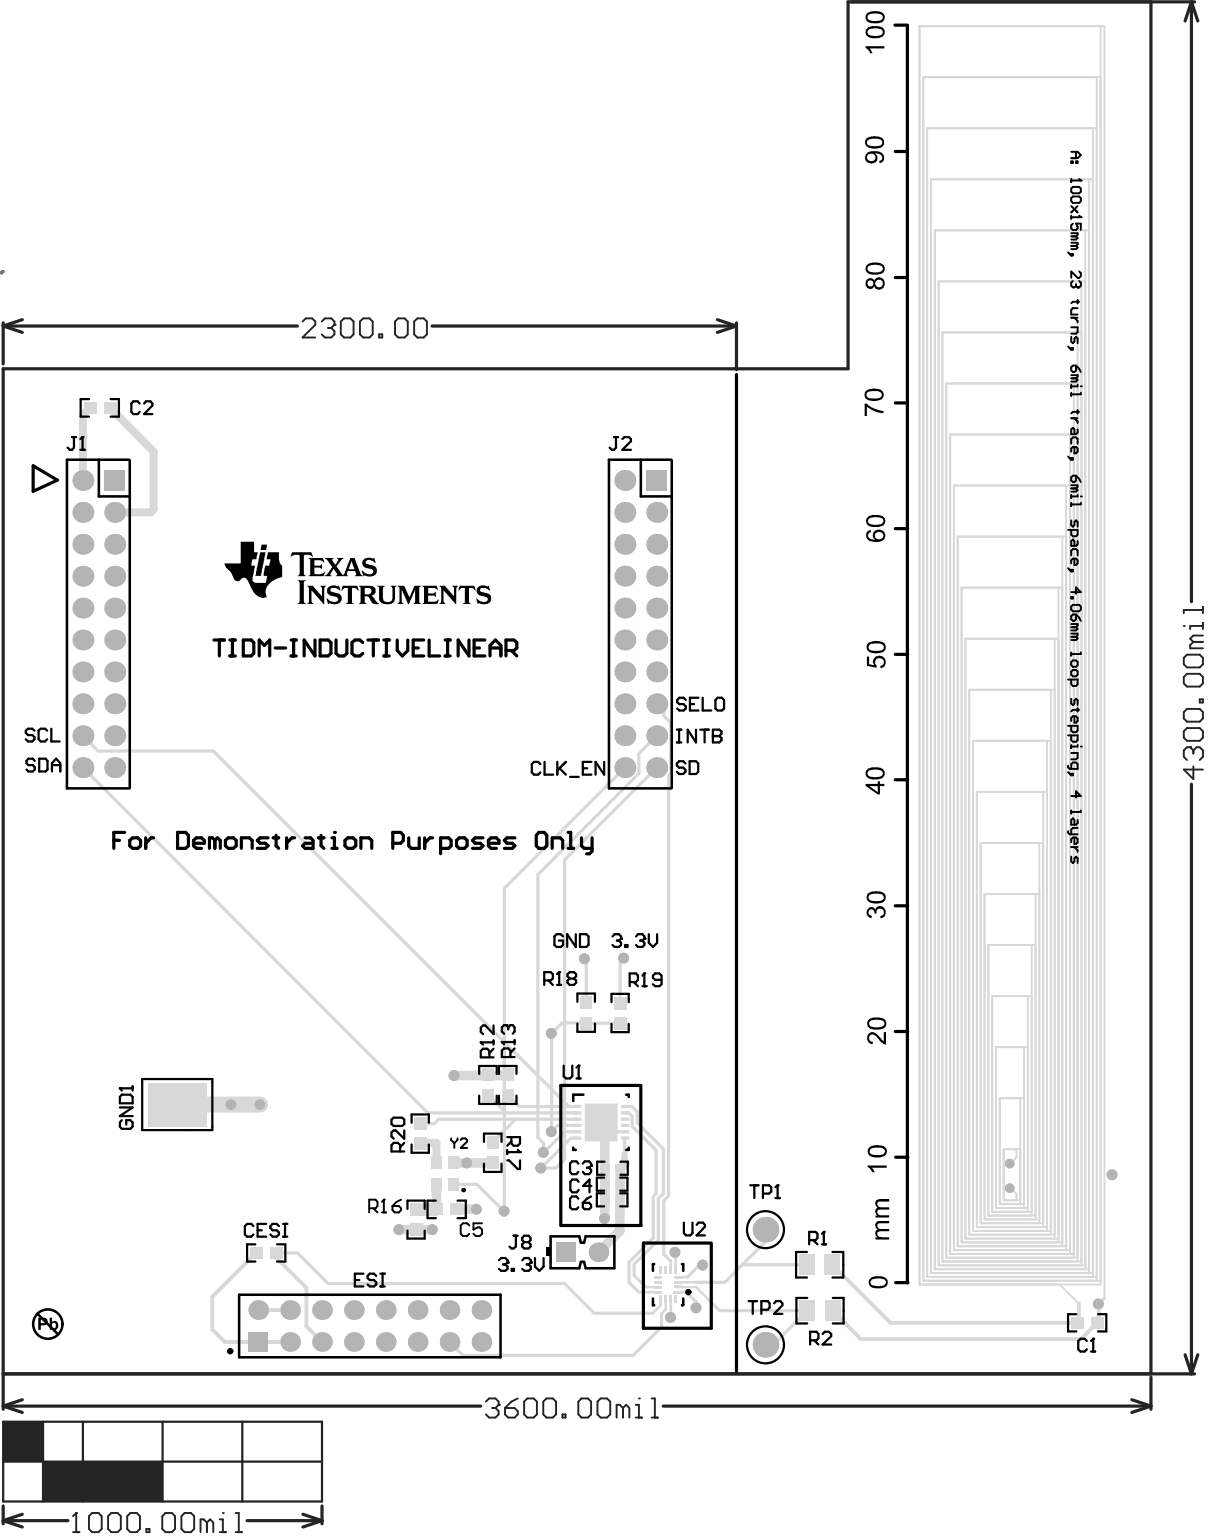 100
90
80
70
60
50
40
30
20
10
0
mm
A: 100x15mm, 23 turns, 6mil trace, 6mil space, 4.06mm loop stepping, 4 layers
2300.00
4300.00mil
C2
J1
J2
TEXAS
INSTRUMENTS
TIDM-INDUCTIVELINEAR
SELO
SCL
INTB
SDA
CLK_EN
SD
For Demonstration Purposes Only
GND
3.3V
R18
R19
R12
R13
U1
GND1
R20
Y2
R17
C3
C4
C6
R16
C5
TP1
CESI
J8
3.3V
U2
R1
ESI
TP2
Pb
R2
C1
3600.00mil
1000.00mil